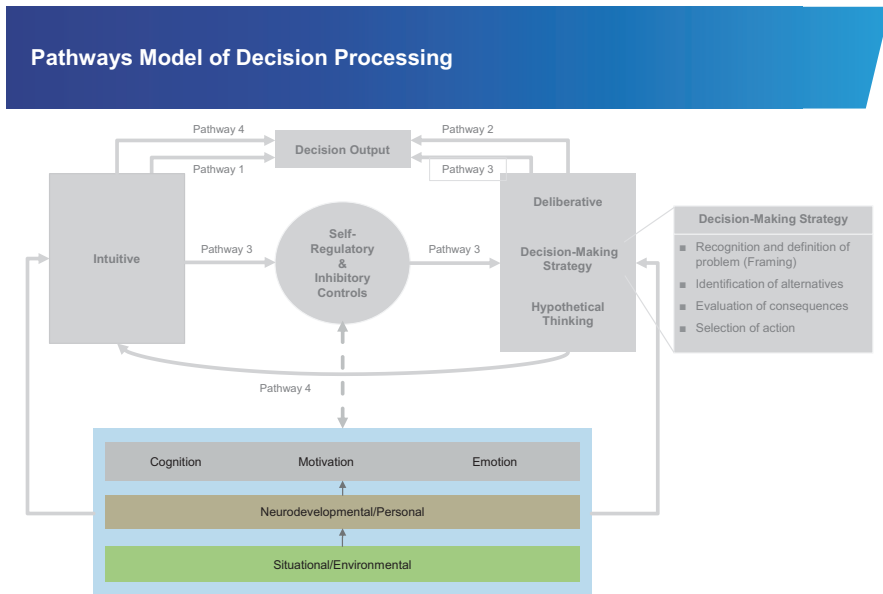 Pathways Model of Decision Processing
Pathway 4
Pathway 2
Decision Output
Pathway 1
Pathway 3
Intuitive
Pathway 3
Self-
Regulatory
&
Inhibitory
Controls
Pathway 3
Deliberative
Decision-Making
Strategy
Hypothetical
Thinking
Decision-Making Strategy
■ Recognition and definition of
problem (Framing)
■ Identification of alternatives
■ Evaluation of consequences
■ Selection of action
Pathway 4
Cognition
Motivation
Emotion
Neurodevelopmental/Personal
Situational/Environmental